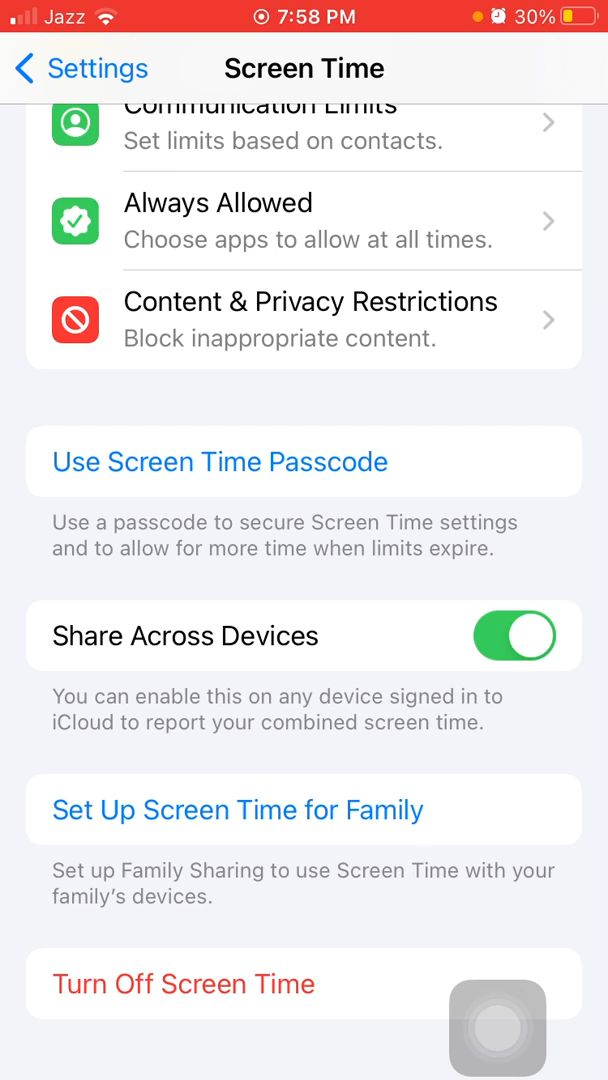 Jazz 7:58 PM 30%
Settings Screen Time
Communication Limits
Set limits based on contacts.
Always Allowed
Choose apps to allow at all times.
Content & Privacy Restrictions
Block inappropriate content.
Use Screen Time Passcode
Use a passcode to secure Screen Time settings
and to allow for more time when limits expire.
Share Across Devices
You can enable this on any device signed in to
iCloud to report your combined screen time.
Set Up Screen Time for Family
Set up Family Sharing to use Screen Time with your
family’s devices.
Turn Off Screen Time